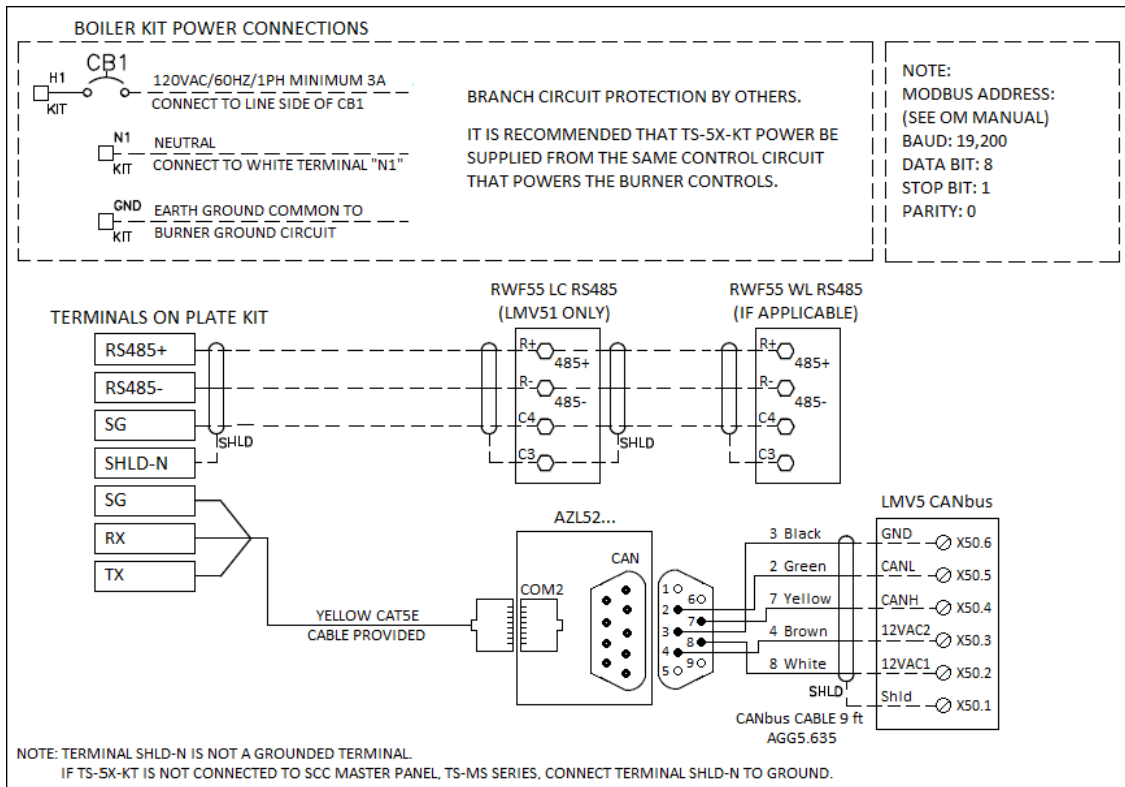 BOILER KIT POWER CONNECTIONS
H1
CB1
KIT
120VAC/60HZ/1PH MINIMUM 3A
CONNECT TO LINE SIDE OF CB1
N1
KIT
NEUTRAL
CONNECT TO WHITE TERMINAL "N1"
GND
KIT
EARTH GROUND COMMON TO
BURNER GROUND CIRCUIT
BRANCH CIRCUIT PROTECTION BY OTHERS.
IT IS RECOMMENDED THAT TS-5X-KT POWER BE
SUPPLIED FROM THE SAME CONTROL CIRCUIT
THAT POWERS THE BURNER CONTROLS.
NOTE:
MODBUS ADDRESS:
(SEE OM MANUAL)
BAUD: 19,200
DATA BIT: 8
STOP BIT: 1
PARITY: 0
TERMINALS ON PLATE KIT
RS485+
RS485-
SG
SHLD-N
SG
RX
TX
SHLD
RWF55 LC RS485
(LMV51 ONLY)
R+
485+
R-
485-
C4
C3
SHLD
RWF55 WL RS485
(IF APPLICABLE)
R+
485+
R-
485-
C4
C3
YELLOW CAT5E
CABLE PROVIDED
AZL52...
COM2
CAN
1
6
2
7
3
8
4
9
5
3 Black
2 Green
7 Yellow
4 Brown
8 White
SHLD
CANbus CABLE 9 ft
AGG5.635
LMV5 CANbus
GND X50.6
CANL X50.5
CANH X50.4
12VAC2 X50.3
12VAC1 X50.2
Shld X50.1
NOTE: TERMINAL SHLD-N IS NOT A GROUNDED TERMINAL.
IF TS-5X-KT IS NOT CONNECTED TO SCC MASTER PANEL, TS-MS SERIES, CONNECT TERMINAL SHLD-N TO GROUND.